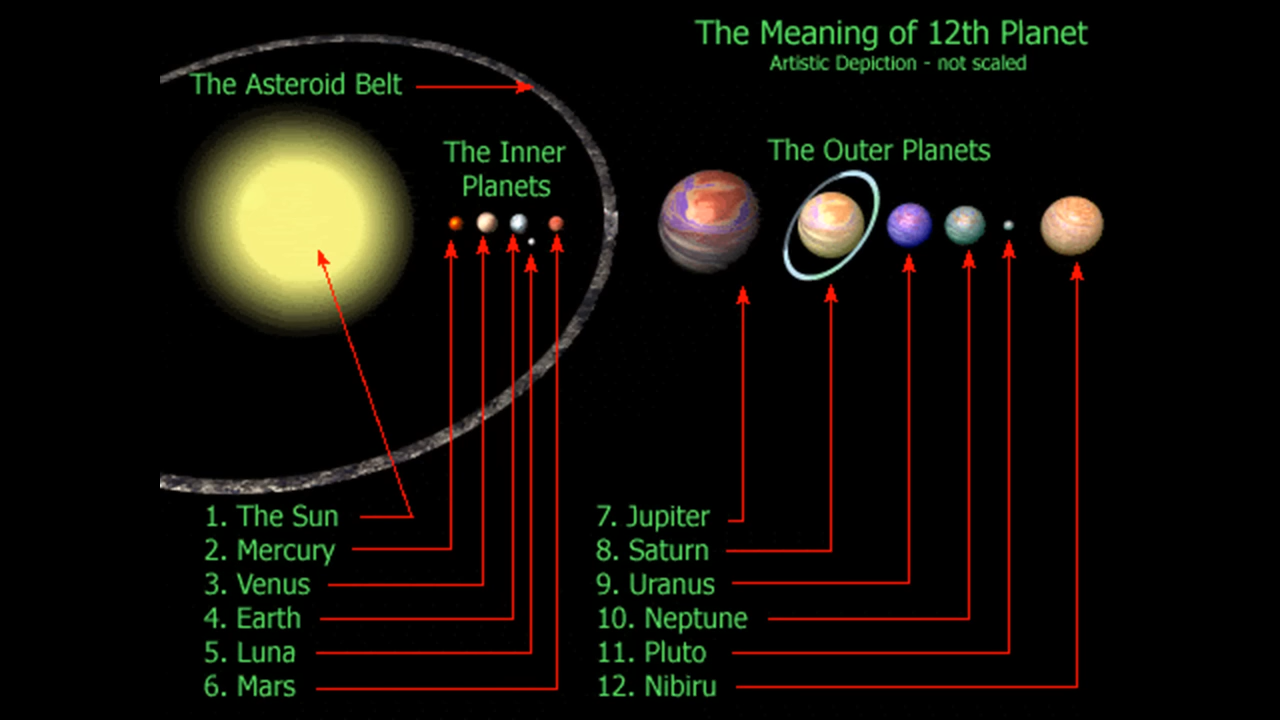 The Meaning of 12th Planet
Artistic Depiction - not scaled
The Asteroid Belt
The Inner
Planets
The Outer Planets
1. The Sun
2. Mercury
3. Venus
4. Earth
5. Luna
6. Mars
7. Jupiter
8. Saturn
9. Uranus
10. Neptune
11. Pluto
12. Nibiru